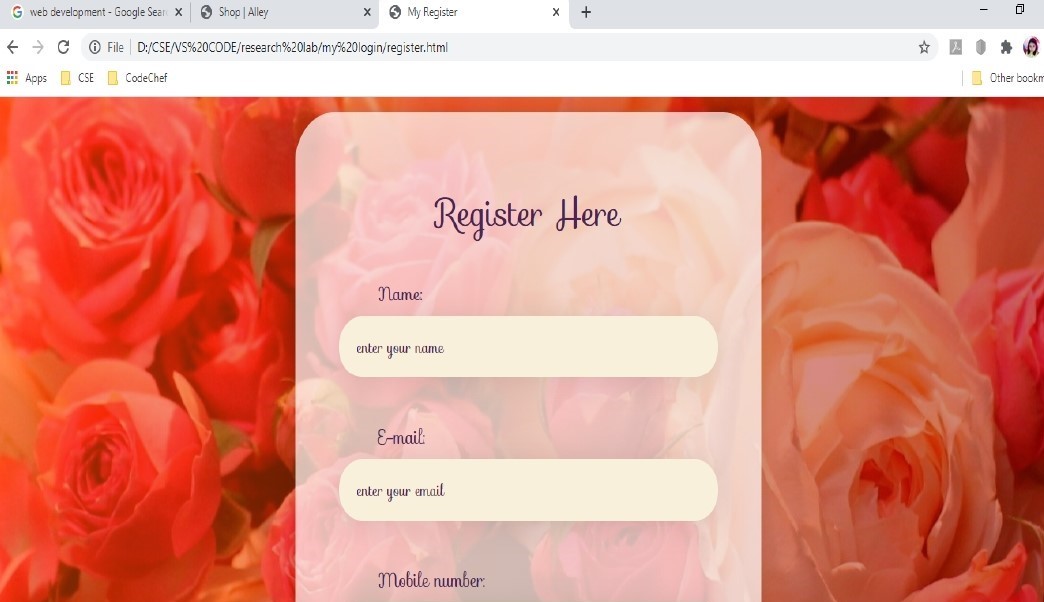 web development - Google Sear
Shop | Alley
My Register
File
D:/CSE/VS%20CODE/research%20lab/my%20login/register.html
Apps
CSE
CodeChef
Other bookm
Register Here
Name:
enter your name
E-mail:
enter your email
Mobile number: